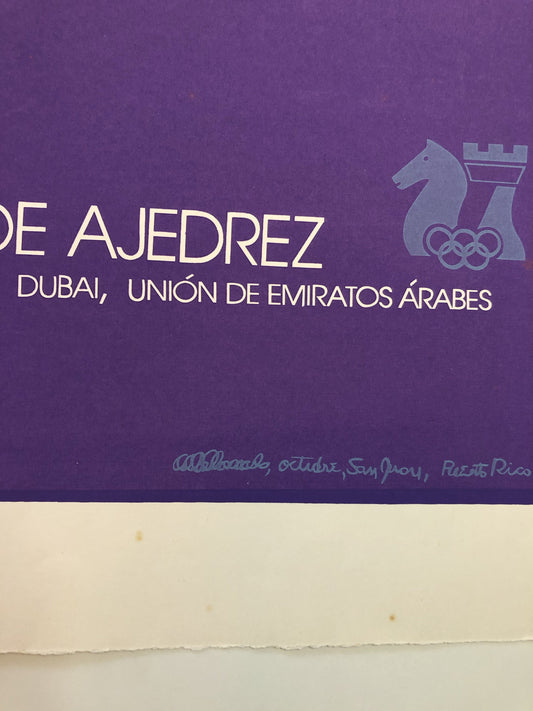 DE AJEDREZ
DUBAI, UNIÓN DE EMIRATOS ÁRABES
octubre, San Juan, Puerto Rico